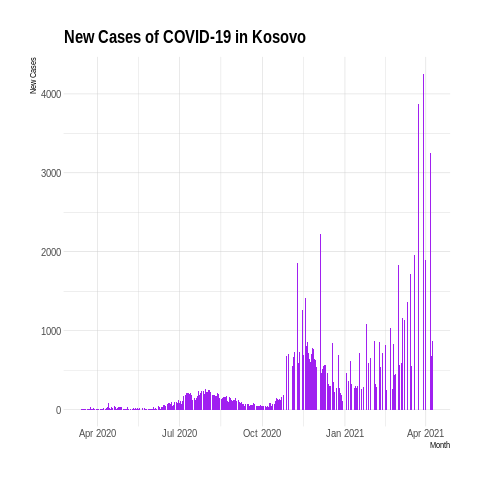 New Cases of COVID-19 in Kosovo
New Cases
4000
3000
2000
1000
0
Apr 2020 Jul 2020 Oct 2020 Jan 2021 Apr 2021
Month